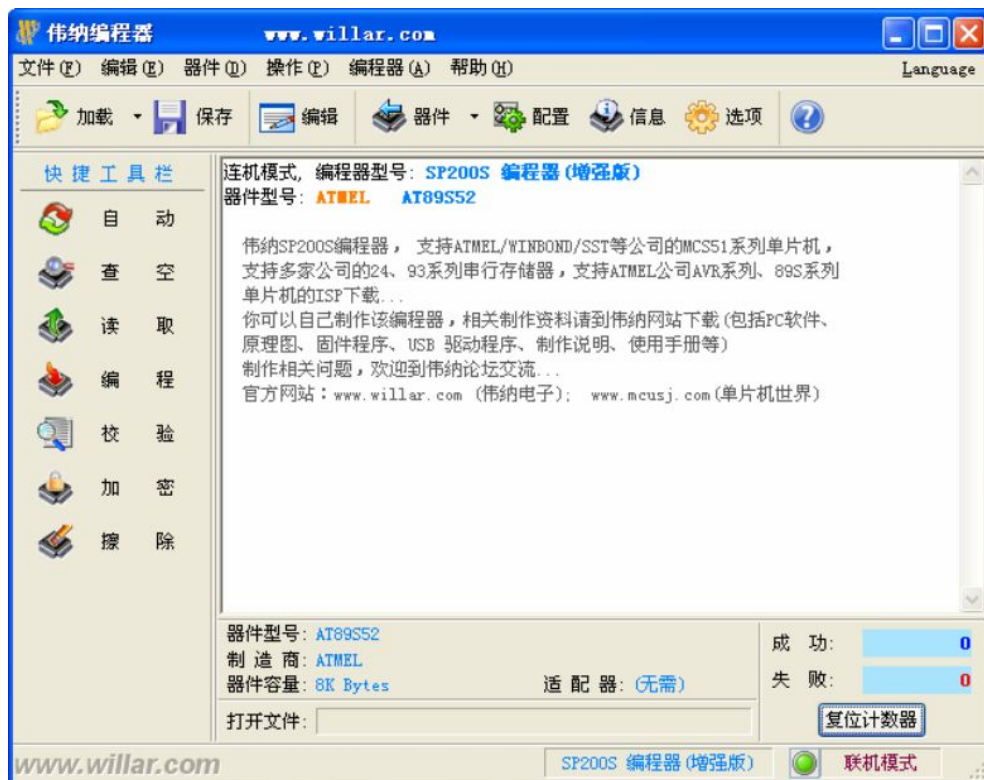 伟纳编程器 www.willar.com
文件(F) 编辑(E) 器件(D) 操作(P) 编程器(A) 帮助(H) Language
加载 保存 编辑 器件 配置 信息 选项
快捷工具栏
自动
查空
读取
编程
校验
加密
擦除
连机模式, 编程器型号: SP200S 编程器(增强版)
器件型号: ATMEL AT89S52
伟纳SP200S编程器, 支持ATMEL/WINBOND/SST等公司的MCS51系列单片机,
支持多家公司的24、93系列串行存储器,支持ATMEL公司AVR系列、89S系列
单片机的ISP下载...
你可以自己制作该编程器,相关制作资料请到伟纳网站下载(包括PC软件、
原理图、固件程序、USB 驱动程序、制作说明、使用手册等)
制作相关问题,欢迎到伟纳论坛交流...
官方网站:www.willar.com (伟纳电子); www.mcusj.com(单片机世界)
器件型号: AT89S52
制 造 商: ATMEL
器件容量: 8K Bytes 适 配 器: (无需)
打开文件:
成 功: 0
失 败: 0
复位计数器
www.willar.com SP200S 编程器(增强版) 联机模式